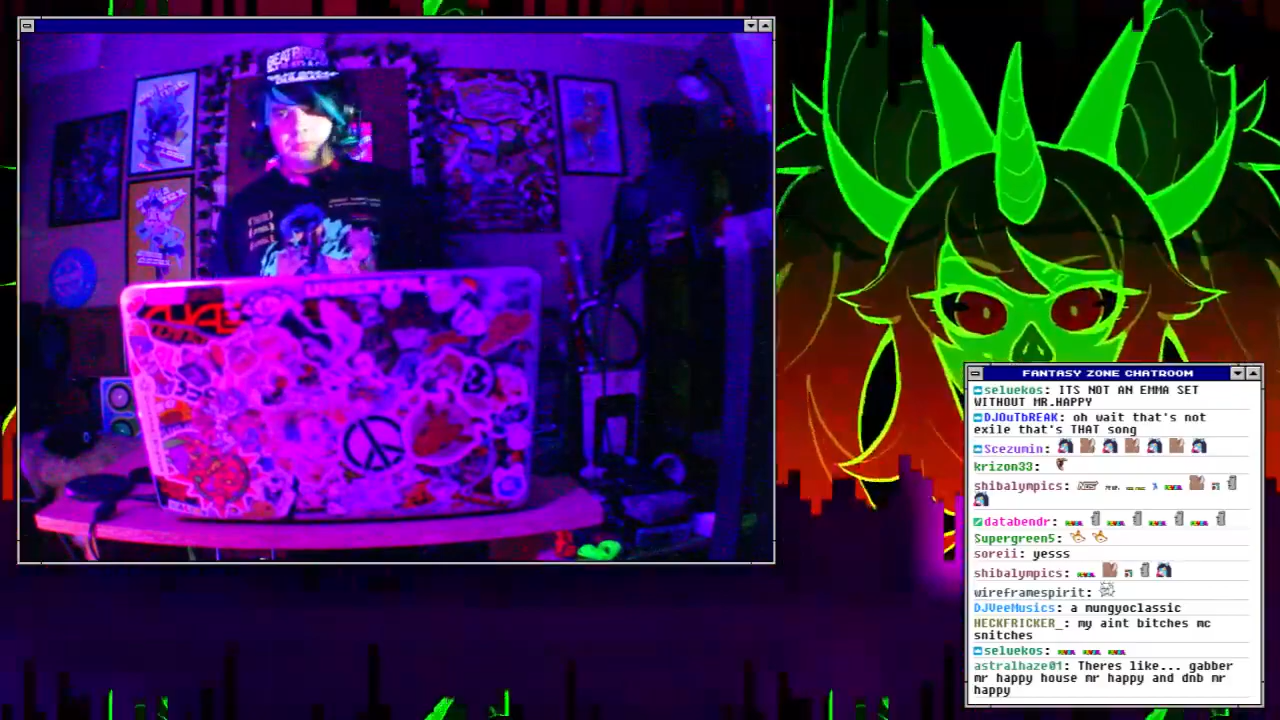 BEATBREAK
FANTASY ZONE CHATROOM
seluekos: ITS NOT AN EMMA SET
WITHOUT MR.HAPPY
DJOuTbREAK: oh wait that's not
exile that's THAT song
Scezumin:
krizon33:
shibalympics:
databendr:
Supergreen5:
soreii: yesss
shibalympics:
wireframespirit:
DJVeeMusics: a mungyoclassic
HECKFRICKER_: my aint bitches mc
snitches
seluekos:
astralhaze01: Theres like... gabber
mr happy house mr happy and dnb mr
happy